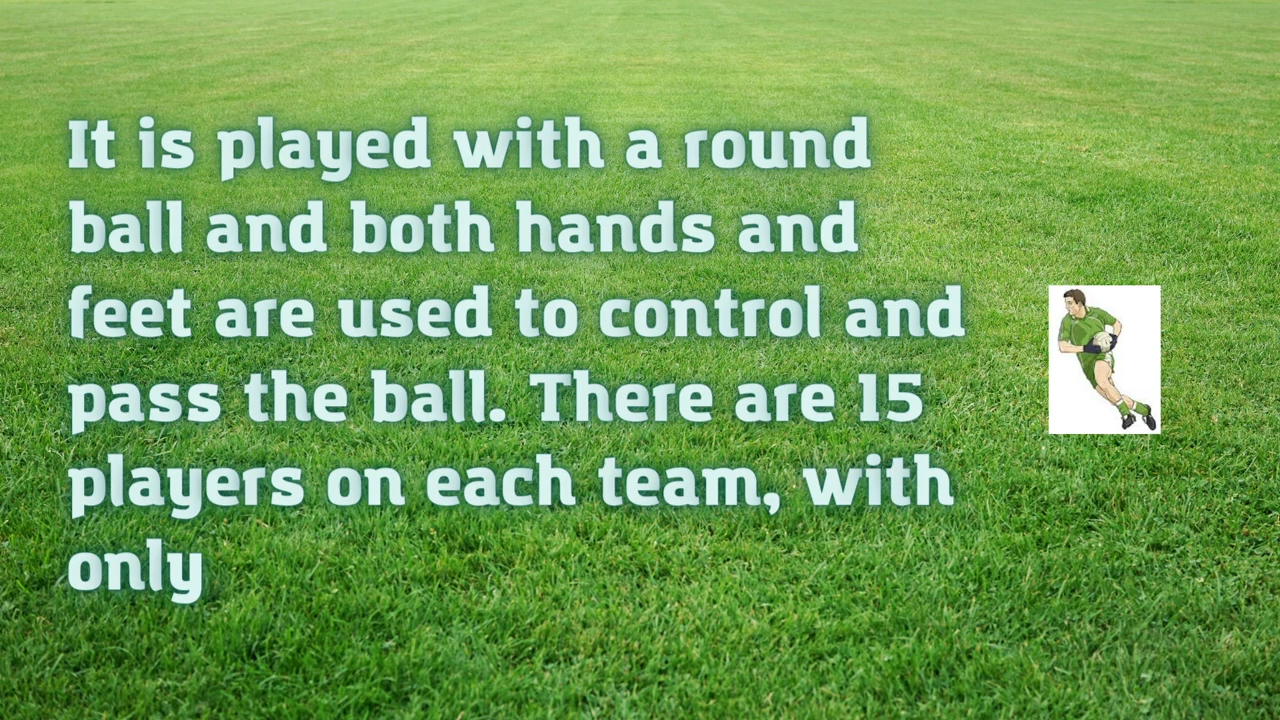 It is played with a round
ball and both hands and
feet are used to control and
pass the ball. There are 15
players on each team, with
only